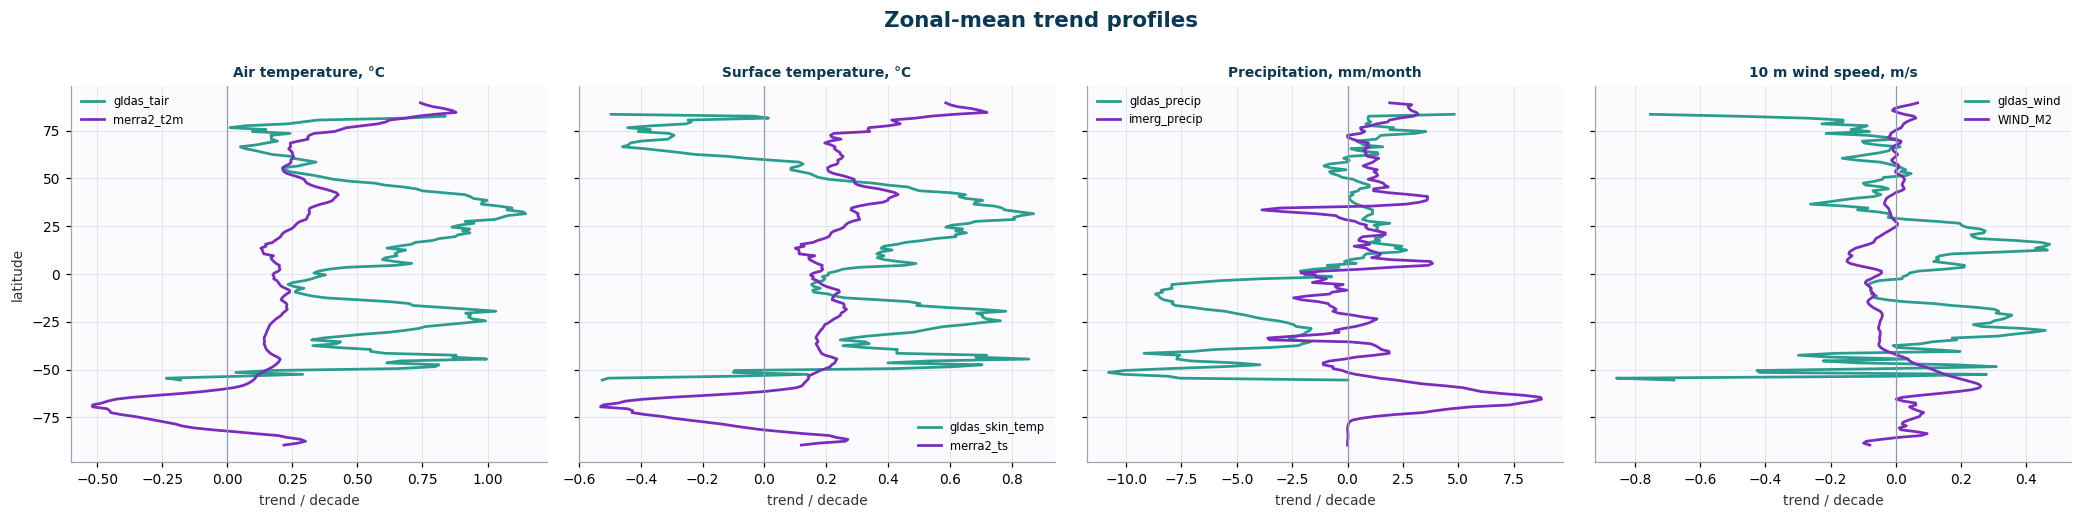 Zonal-mean trend profiles
Air temperature, °C
gldas_tair
merra2_t2m
latitude
75
50
25
0
−25
−50
−75
−0.50
−0.25
0.00
0.25
0.50
0.75
1.00
trend / decade
Surface temperature, °C
gldas_skin_temp
merra2_ts
−0.6
−0.4
−0.2
0.0
0.2
0.4
0.6
0.8
trend / decade
Precipitation, mm/month
gldas_precip
imerg_precip
−10.0
−7.5
−5.0
−2.5
0.0
2.5
5.0
7.5
trend / decade
10 m wind speed, m/s
gldas_wind
WIND_M2
−0.8
−0.6
−0.4
−0.2
0.0
0.2
0.4
trend / decade